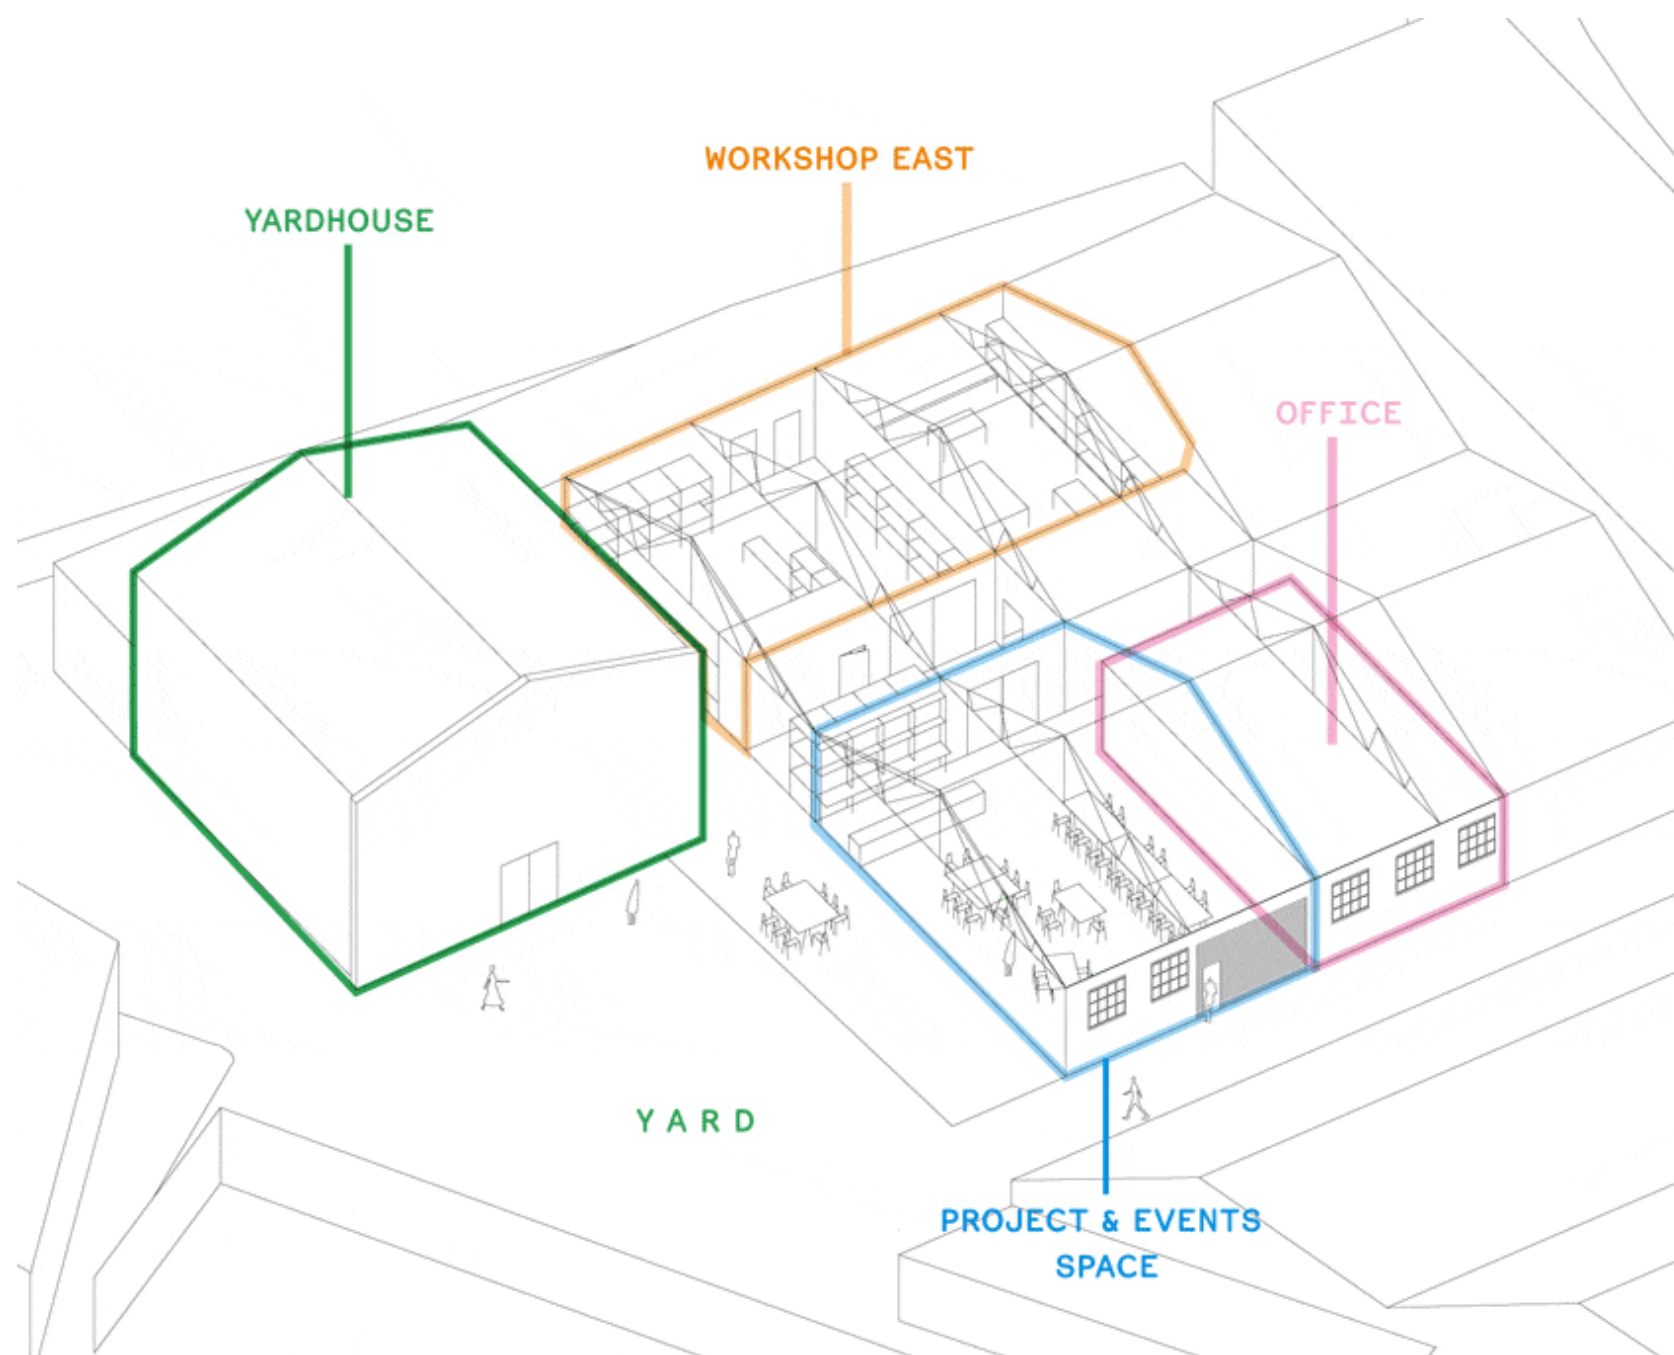 WORKSHOP EAST
YARDHOUSE
OFFICE
YARD
PROJECT & EVENTS
SPACE